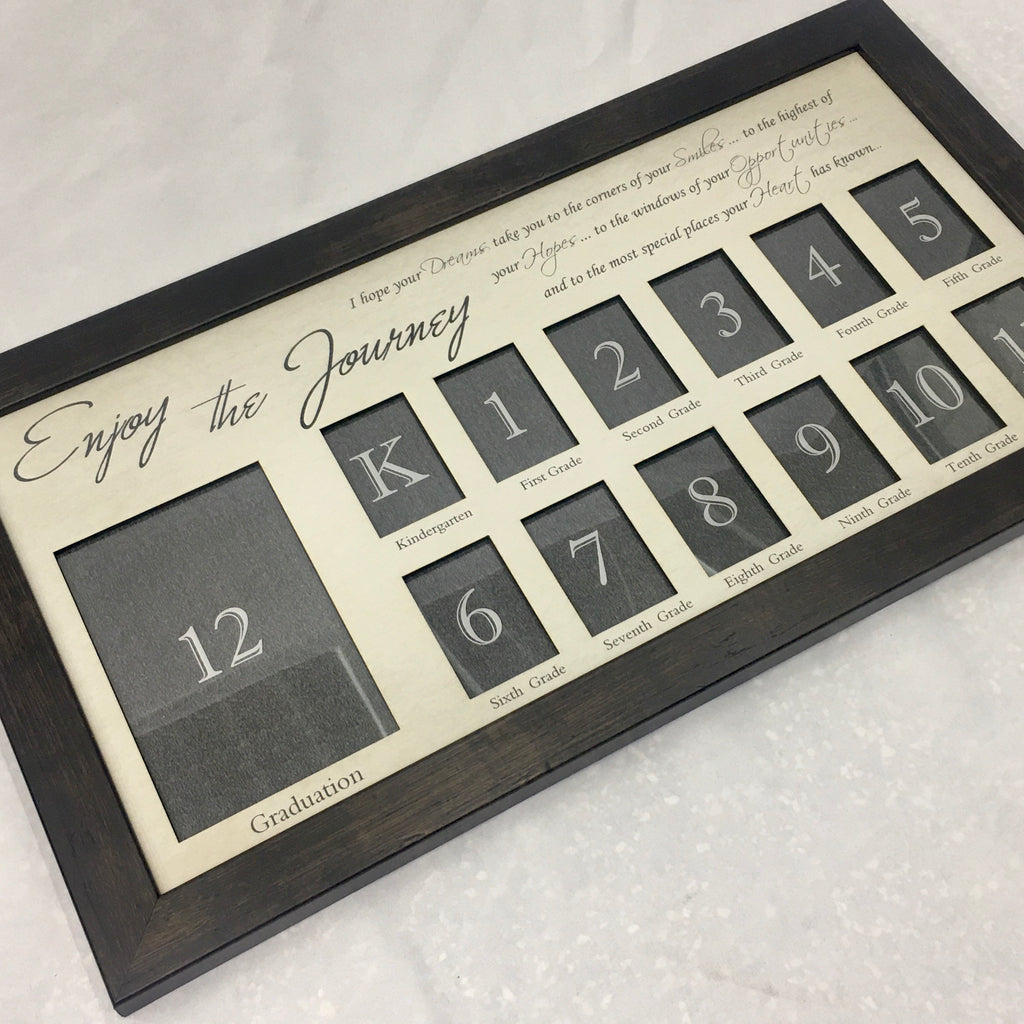 I hope your Dreams take you to the corners of your Smiles... to the highest of
your Hopes... to the windows of your Opportunities...
and to the most special places your Heart has known...
Enjoy the Journey
K 1 2 3 4 5
Kindergarten First Grade Second Grade Third Grade Fourth Grade Fifth Grade
12
6 7 8 9 10
Sixth Grade Seventh Grade Eighth Grade Ninth Grade Tenth Grade
Graduation